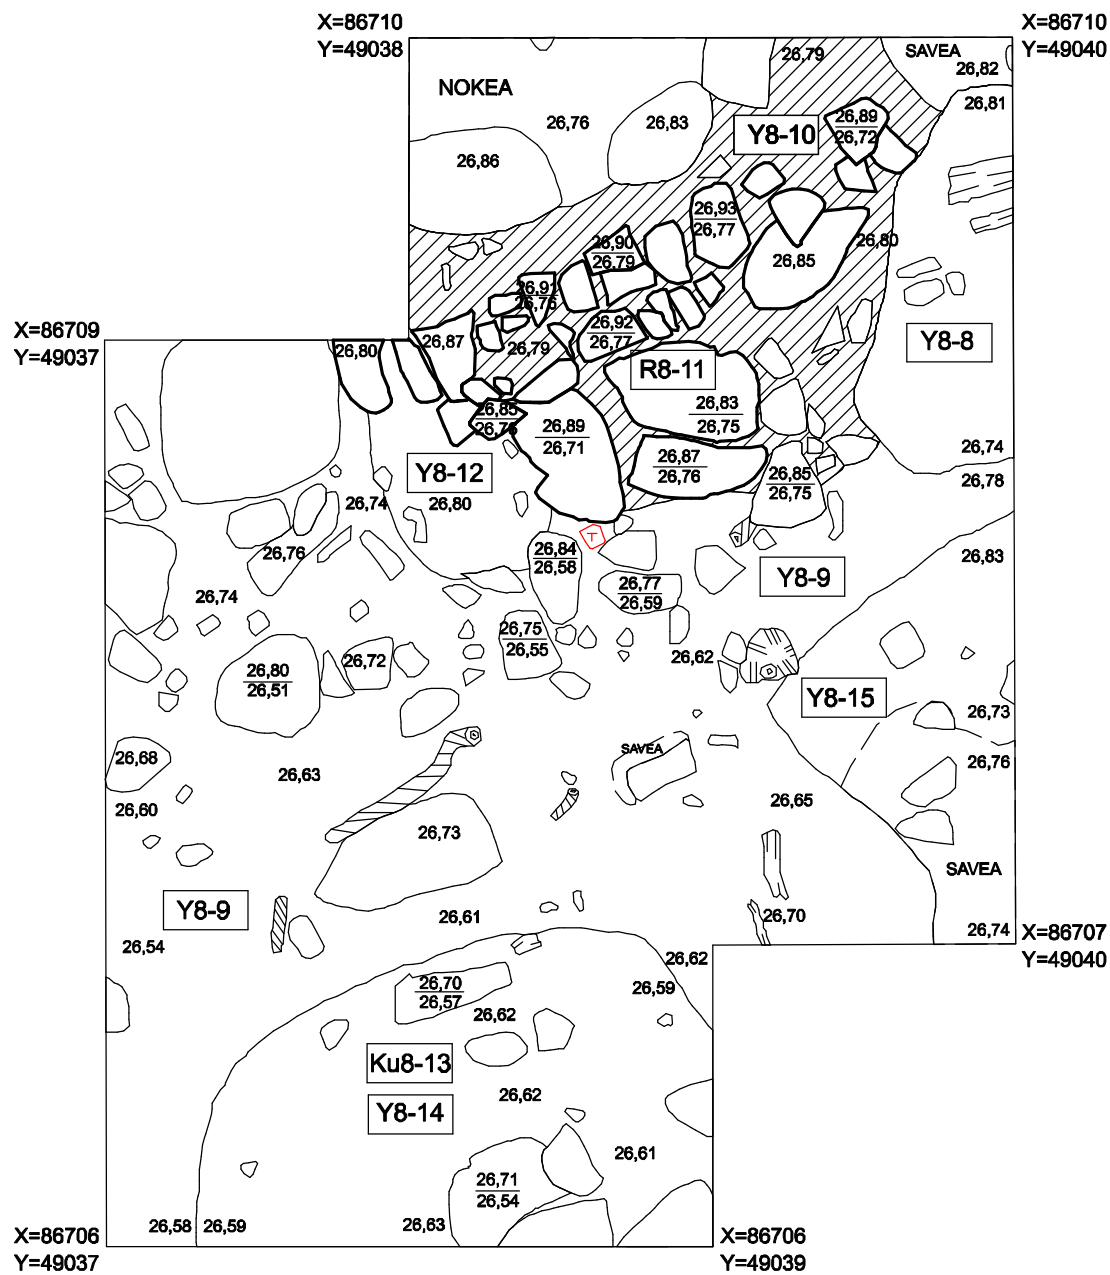 X=86710
X=86710
Y=49038
Y=49040
26,79
SAVEA
26,82
NOKEA
26,81
26,76
26,83
26,89
26,72
Y8-10
26,86
26,93
26,77
26,90
26,79
26,80
26,85
26,91
26,76
X=86709
Y=49037
26,92
26,77
26,87
26,80
26,79
Y8-8
R8-11
26,83
26,75
26,85
26,76
26,89
26,71
26,74
26,87
26,76
Y8-12
26,85
26,75
26,78
26,74
26,80
26,76
26,84
26,58
T
26,83
Y8-9
26,77
26,59
26,74
26,75
26,55
26,72
26,62
26,80
26,51
Y8-15
26,73
SAVEA
26,68
26,76
26,63
26,60
26,65
26,73
SAVEA
Y8-9
26,61
26,70
26,54
26,74
X=86707
Y=49040
26,62
26,70
26,57
26,59
26,62
Ku8-13
26,62
Y8-14
26,61
26,71
26,54
26,58
26,59
26,63
X=86706
Y=49037
X=86706
Y=49039